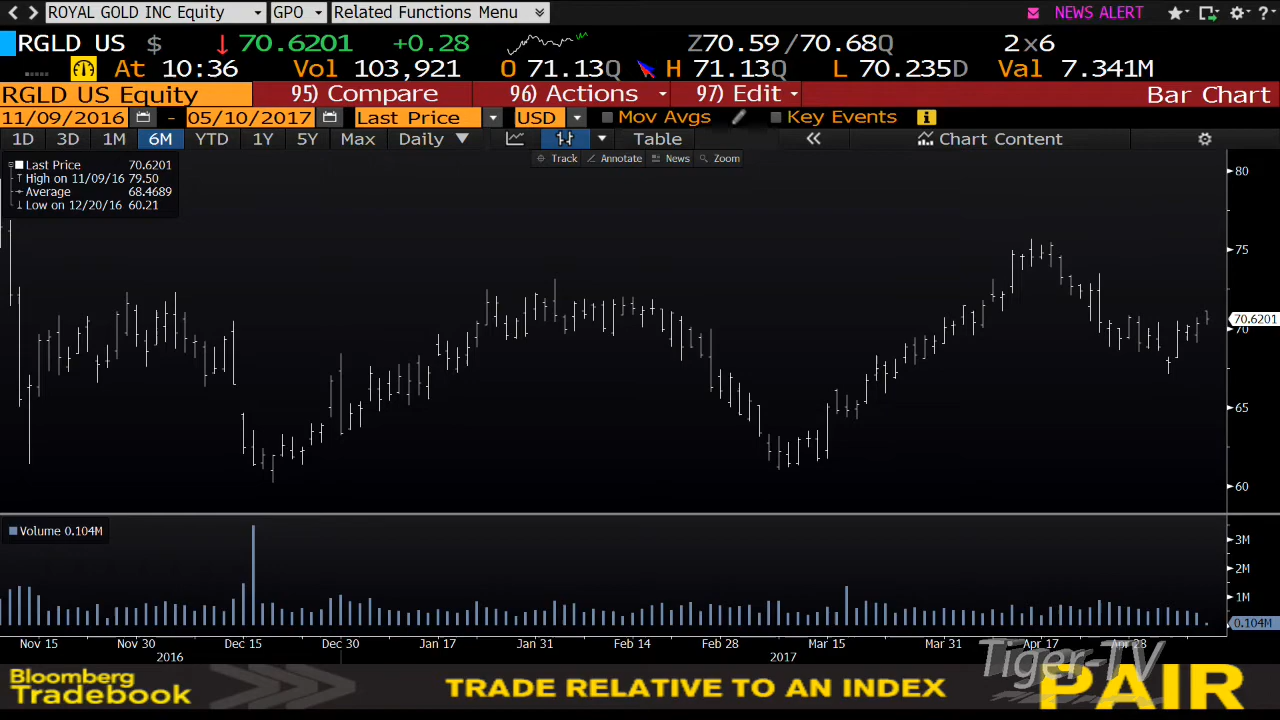 ROYAL GOLD INC Equity GPO Related Functions Menu NEWS ALERT ?
RGLD US $ ↓ 70.6201 +0.28 Z70.59 /70.68Q 2×6
At 10:36 Vol 103,921 O 71.13Q H 71.13Q L 70.235D Val 7.341M
RGLD US Equity 95) Compare 96) Actions 97) Edit Bar Chart
11/09/2016 - 05/10/2017 Last Price USD Mov Avgs Key Events
1D 3D 1M 6M YTD 1Y 5Y Max Daily ▼ Table « Chart Content
Track Annotate News Zoom
Last Price 70.6201
High on 11/09/16 79.50
Average 68.4689
Low on 12/20/16 60.21
80
75
70.6201
70
65
60
Volume 0.104M
3M
2M
1M
0.104M
Nov 15 Nov 30 Dec 15 Dec 30 Jan 17 Jan 31 Feb 14 Feb 28 Mar 15 Mar 31 Apr 17 Apr 28
2016 2017
Tiger-TV
Bloomberg
Tradebook
TRADE RELATIVE TO AN INDEX
PAIR